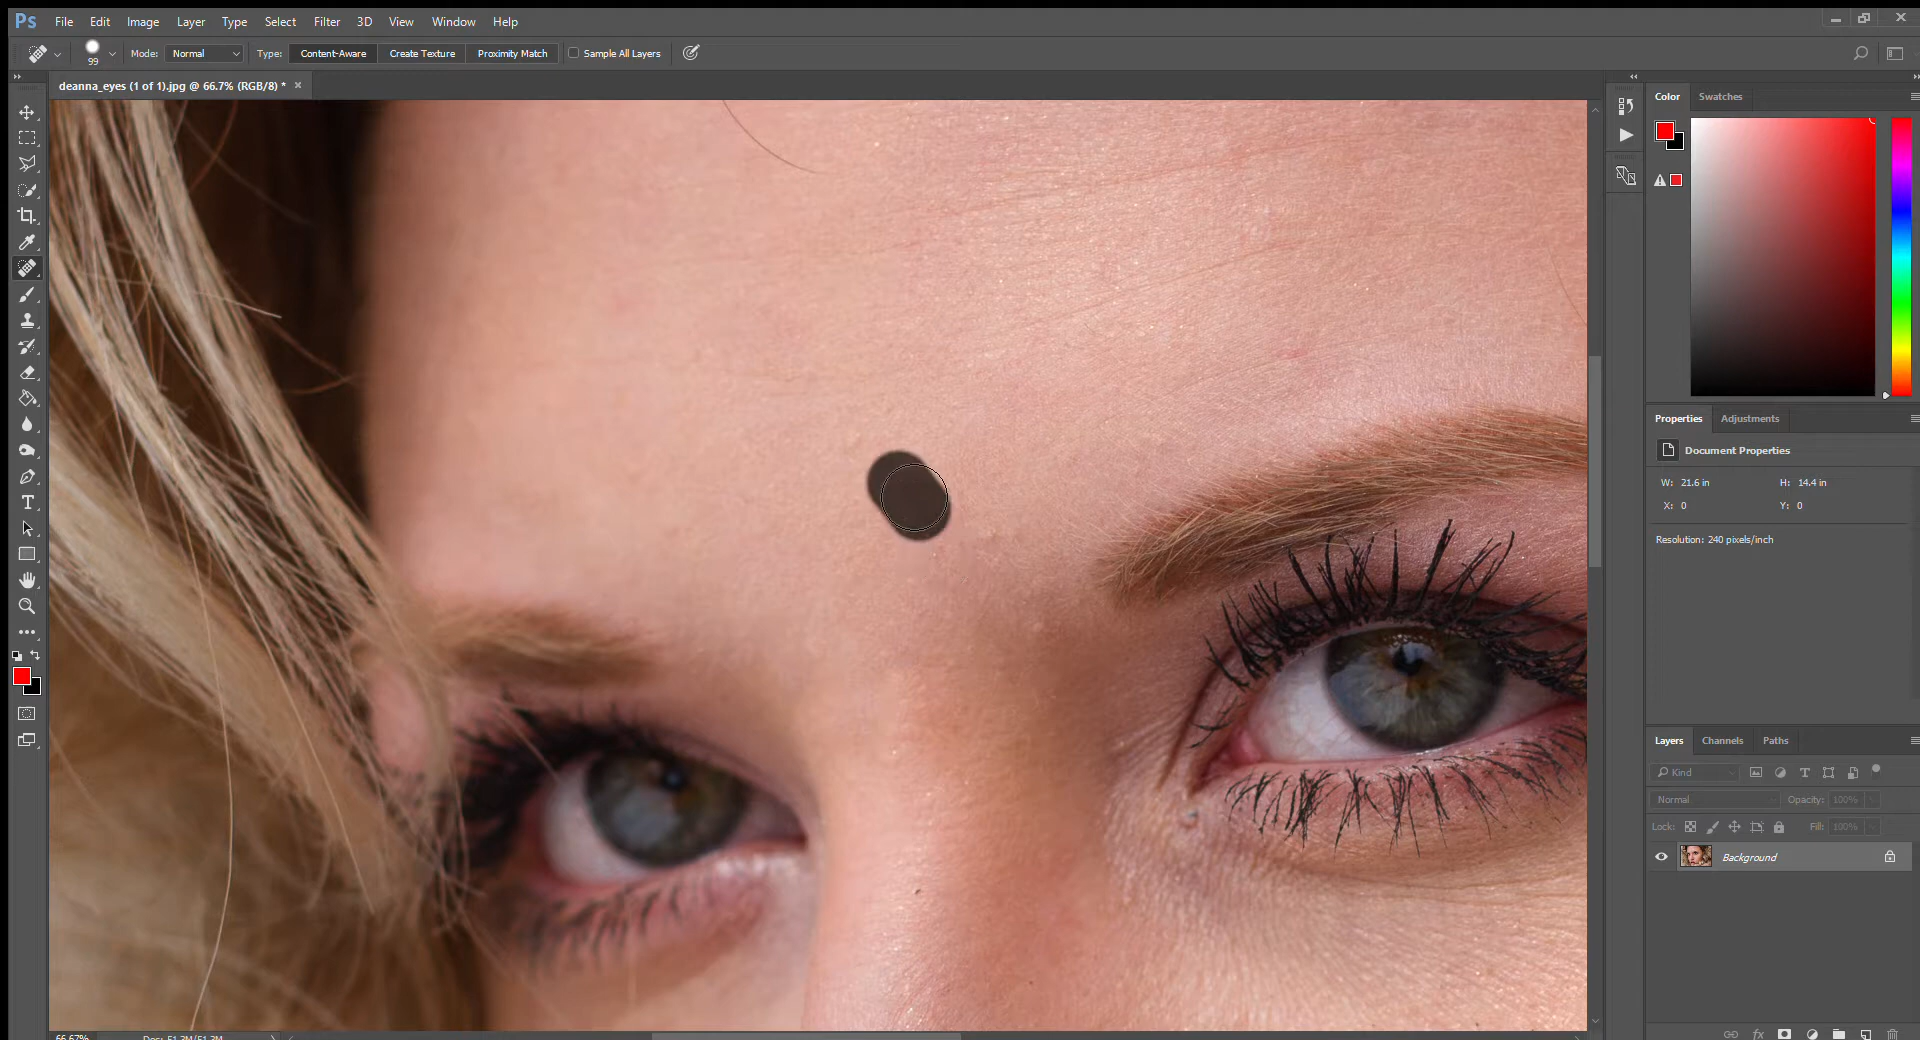 Ps File Edit Image Layer Type Select Filter 3D View Window Help
99 Mode: Normal Type: Content-Aware Create Texture Proximity Match Sample All Layers
deanna_eyes (1 of 1).jpg @ 66.7% (RGB/8) *
Color Swatches
Properties Adjustments
Document Properties
W: 21.6 in H: 14.4 in
X: 0 Y: 0
Resolution: 240 pixels/inch
Layers Channels Paths
Kind
Normal Opacity: 100%
Lock: Fill: 100%
Background
fx
66.67% Doc: 51.3M/51.3M